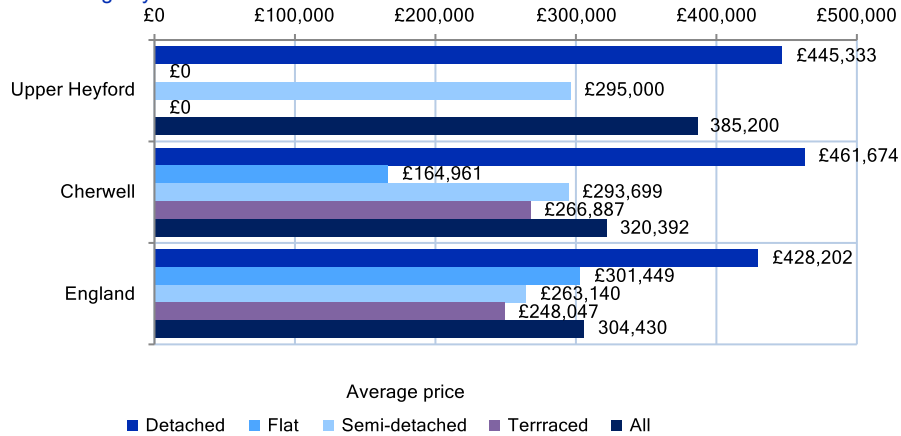 £0 £100,000 £200,000 £300,000 £400,000 £500,000
£445,333
£0
Upper Heyford £295,000
£0
385,200
£461,674
£164,961
Cherwell £293,699
£266,887
320,392
£428,202
£301,449
England £263,140
£248,047
304,430
Average price
Detached Flat Semi-detached Terrraced All